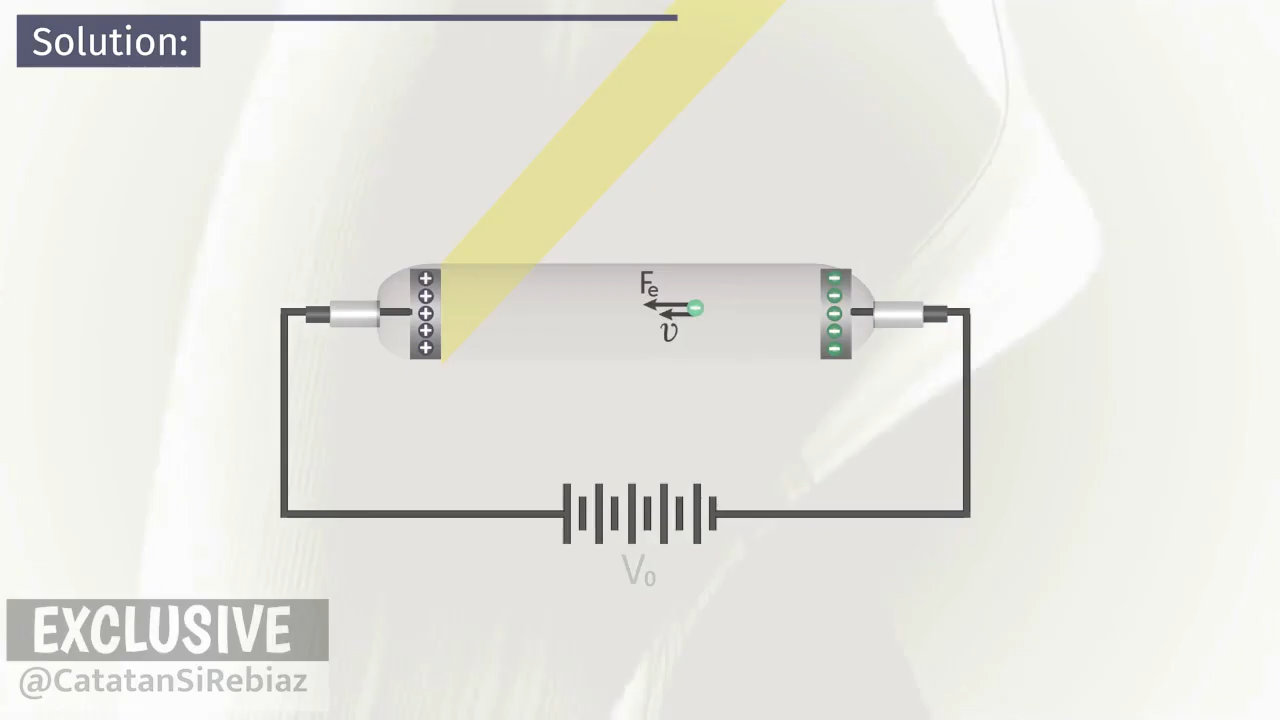 Solution:
Fe
v
V₀
EXCLUSIVE
@CatatanSiRebiaz